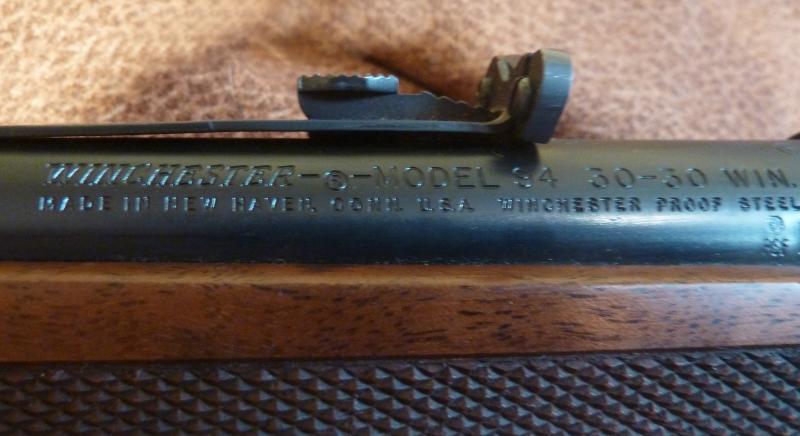 WINCHESTER-®-MODEL 94 30-30 WIN.
MADE IN NEW HAVEN, CONN. U.S.A. WINCHESTER PROOF STEEL